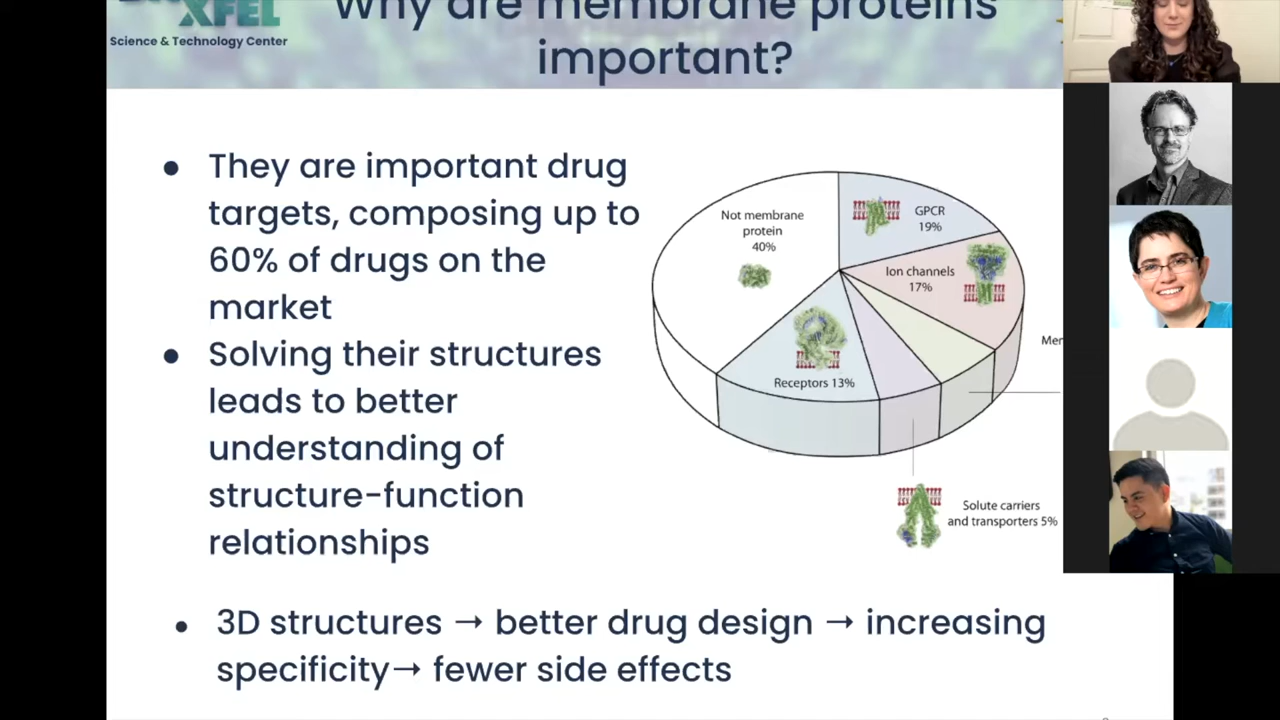 XFEL
Science & Technology Center
Why are membrane proteins
important?
● They are important drug
targets, composing up to
60% of drugs on the
market
● Solving their structures
leads to better
understanding of
structure-function
relationships
● 3D structures → better drug design → increasing
specificity→ fewer side effects
Not membrane
protein
40%
GPCR
19%
Ion channels
17%
Receptors 13%
Solute carriers
and transporters 5%